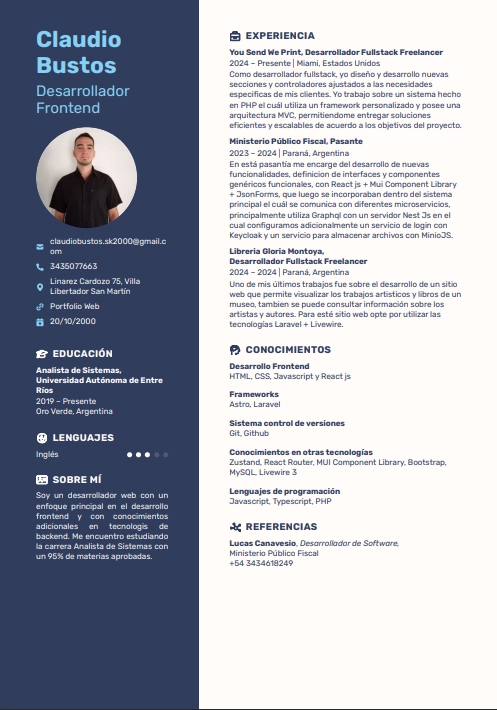 Claudio
Bustos
Desarrollador
Frontend
claudiobustos.sk2000@gmail.c
om
3435077663
Linarez Cardozo 75, Villa
Libertador San Martín
Portfolio Web
20/10/2000
EDUCACIÓN
Analista de Sistemas,
Universidad Autónoma de Entre
Ríos
2019 – Presente
Oro Verde, Argentina
LENGUAJES
Inglés
SOBRE MÍ
Soy un desarrollador web con un
enfoque principal en el desarrollo
frontend y con conocimientos
adicionales en tecnologis de
backend. Me encuentro estudiando
la carrera Analista de Sistemas con
un 95% de materias aprobadas.
EXPERIENCIA
You Send We Print, Desarrollador Fullstack Freelancer
2024 – Presente | Miami, Estados Unidos
Como desarrollador fullstack, yo diseño y desarrollo nuevas
secciones y controladores ajustados a las necesidades
especificas de mis clientes. Yo trabajo sobre un sistema hecho
en PHP el cuál utiliza un framework personalizado y posee una
arquitectura MVC, permitiendome entregar soluciones
eficientes y escalables de acuerdo a los objetivos del proyecto.
Ministerio Público Fiscal, Pasante
2023 – 2024 | Paraná, Argentina
En está pasantía me encarge del desarrollo de nuevas
funcionalidades, definicion de interfaces y componentes
genéricos funcionales, con React js + Mui Component Library
+ JsonForms, que luego se incorporaban dentro del sistema
principal el cuál se comunica con diferentes microservicios,
principalmente utiliza Graphql con un servidor Nest Js en el
cual configuramos adicionalmente un servicio de login con
Keycloak y un servicio para almacenar archivos con MinioJS.
Libreria Gloria Montoya,
Desarrollador Fullstack Freelancer
2024 – 2024 | Paraná, Argentina
Uno de mis últimos trabajos fue sobre el desarrollo de un sitio
web que permite visualizar los trabajos artísticos y libros de un
museo, tambien se puede consultar información sobre los
artistas y autores. Para esté sitio web opte por utilizar las
tecnologías Laravel + Livewire.
CONOCIMIENTOS
Desarrollo Frontend
HTML, CSS, Javascript y React js
Frameworks
Astro, Laravel
Sistema control de versiones
Git, Github
Conocimientos en otras tecnologías
Zustand, React Router, MUI Component Library, Bootstrap,
MySQL, Livewire 3
Lenguajes de programación
Javascript, Typescript, PHP
REFERENCIAS
Lucas Canavesio, Desarrollador de Software,
Ministerio Público Fiscal
+54 3434618249